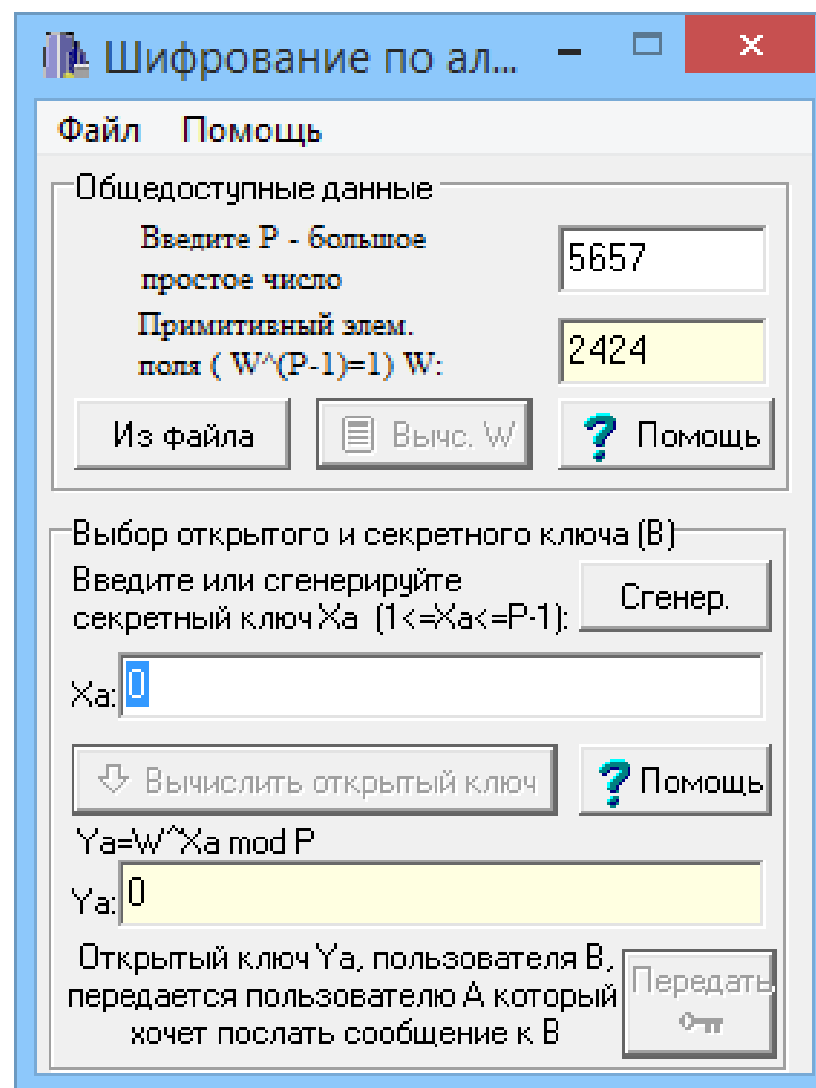 Шифрование по ал...
Файл Помощь
Общедоступные данные
Введите P - большое
простое число
5657
Примитивный элем.
поля ( W^(P-1)=1) W:
2424
Из файла Выч. W Помощь
Выбор открытого и секретного ключа (B)
Введите или сгенерируйте
секретный ключ Xa (1<=Xa<=P-1):
Сгенер.
Xa: 0
Вычислить открытый ключ Помощь
Ya=W^Xa mod P
Ya: 0
Открытый ключ Ya, пользователя B,
передается пользователю A который
хочет послать сообщение к B
Передать